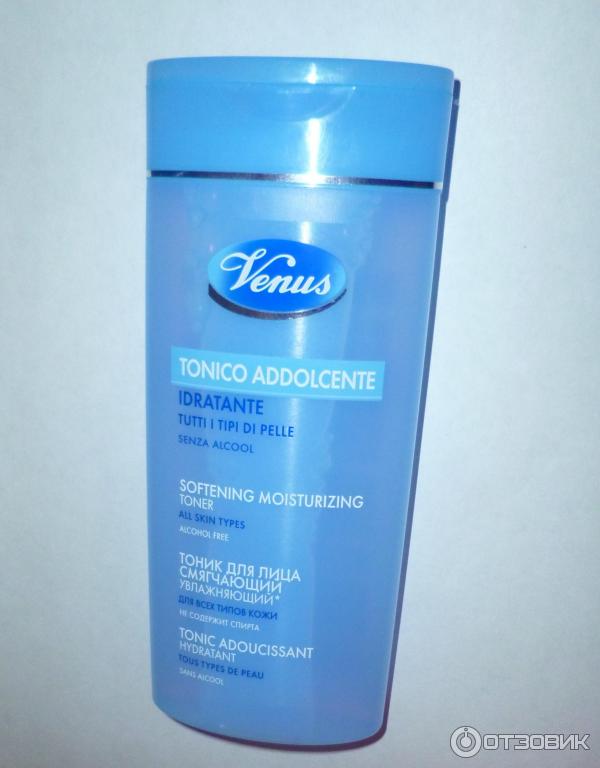 Venus
TONICO ADDOLCENTE
IDRATANTE
TUTTI I TIPI DI PELLE
SENZA ALCOOL
SOFTENING MOISTURIZING
TONER
ALL SKIN TYPES
ALCOHOL FREE
ТОНИК ДЛЯ ЛИЦА
СМЯГЧАЮЩИЙ
УВЛАЖНЯЮЩИЙ*
ДЛЯ ВСЕХ ТИПОВ КОЖИ
НЕ СОДЕРЖИТ СПИРТА
TONIC ADOUCISSANT
HYDRATANT
TOUS TYPES DE PEAU
SANS ALCOOL
ОТЗОВИК